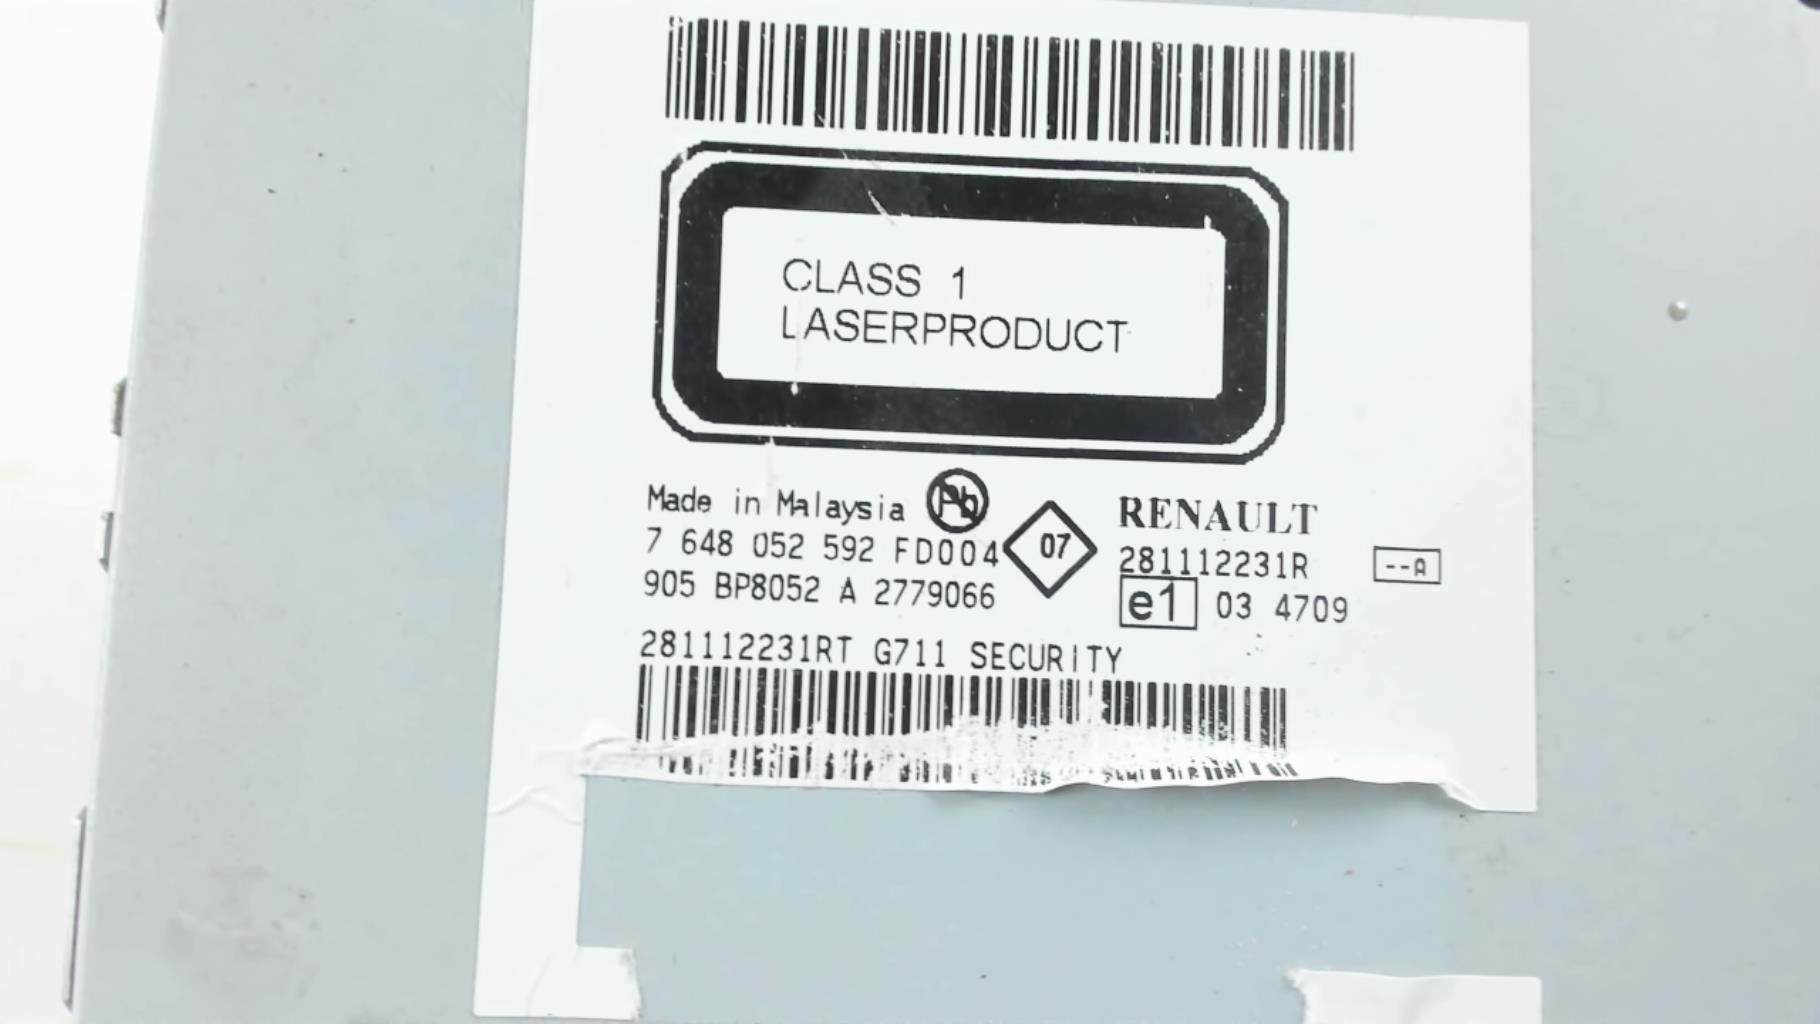 CLASS 1
LASERPRODUCT
Made in Malaysia Pb
7 648 052 592 FD004
905 BP8052 A 2779066
07
RENAULT
281112231R --A
e1 03 4709
281112231RT G711 SECURITY